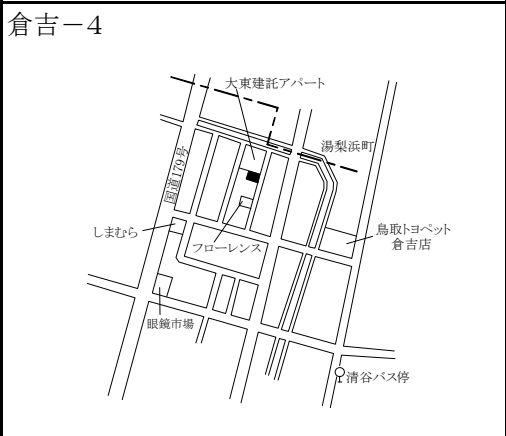 倉吉－4
大東建託アパート
湯梨浜町
国道179号
しまむら
フローレンス
鳥取トヨペット
倉吉店
眼鏡市場
清谷バス停